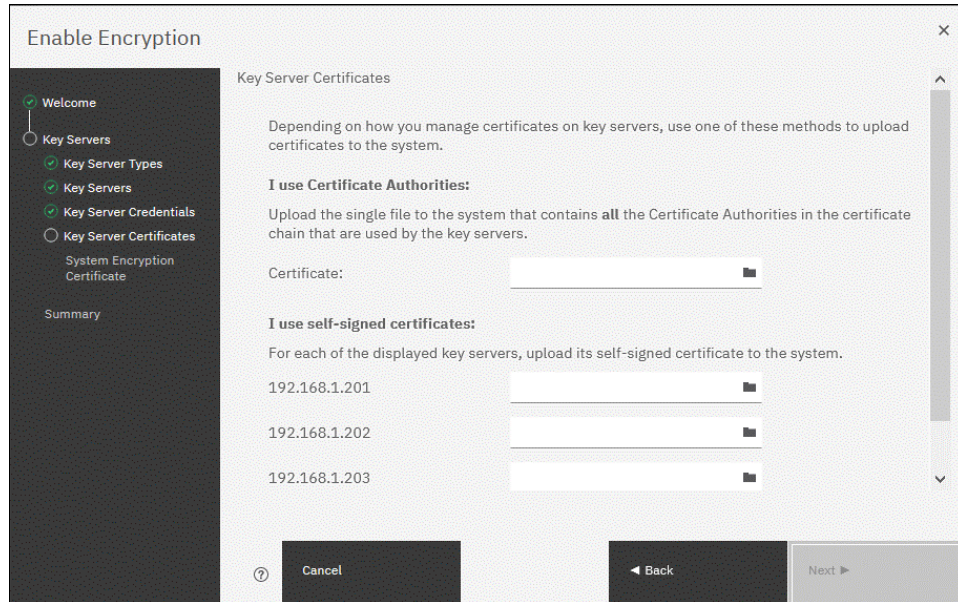 Enable Encryption
Welcome
Key Servers
Key Server Types
Key Servers
Key Server Credentials
Key Server Certificates
System Encryption
Certificate
Summary
Key Server Certificates
Depending on how you manage certificates on key servers, use one of these methods to upload
certificates to the system.
I use Certificate Authorities:
Upload the single file to the system that contains all the Certificate Authorities in the certificate
chain that are used by the key servers.
Certificate:
I use self-signed certificates:
For each of the displayed key servers, upload its self-signed certificate to the system.
192.168.1.201
192.168.1.202
192.168.1.203
Cancel
Back
Next